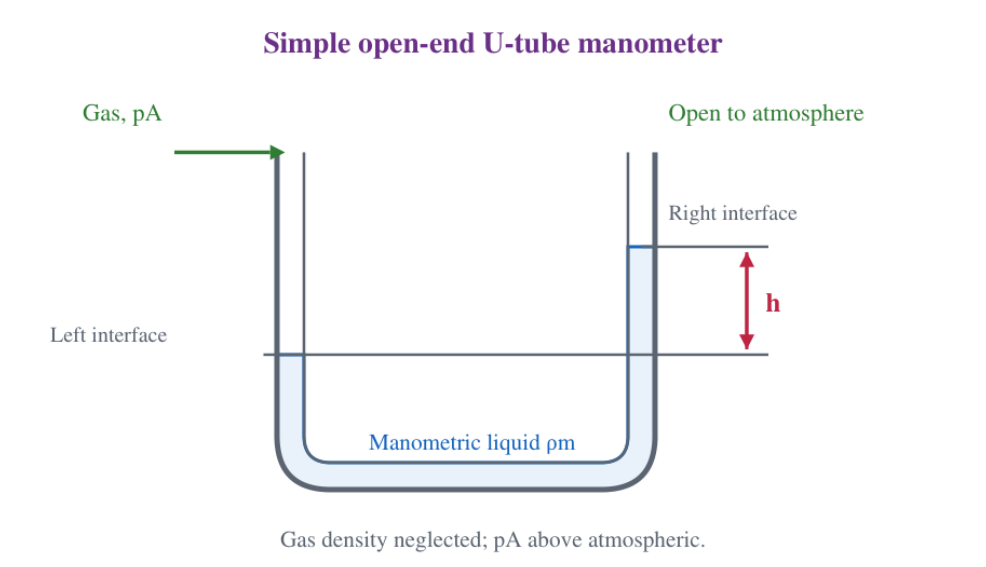 Simple open-end U-tube manometer
Gas, pA
Open to atmosphere
Right interface
h
Left interface
Manometric liquid ρm
Gas density neglected; pA above atmospheric.